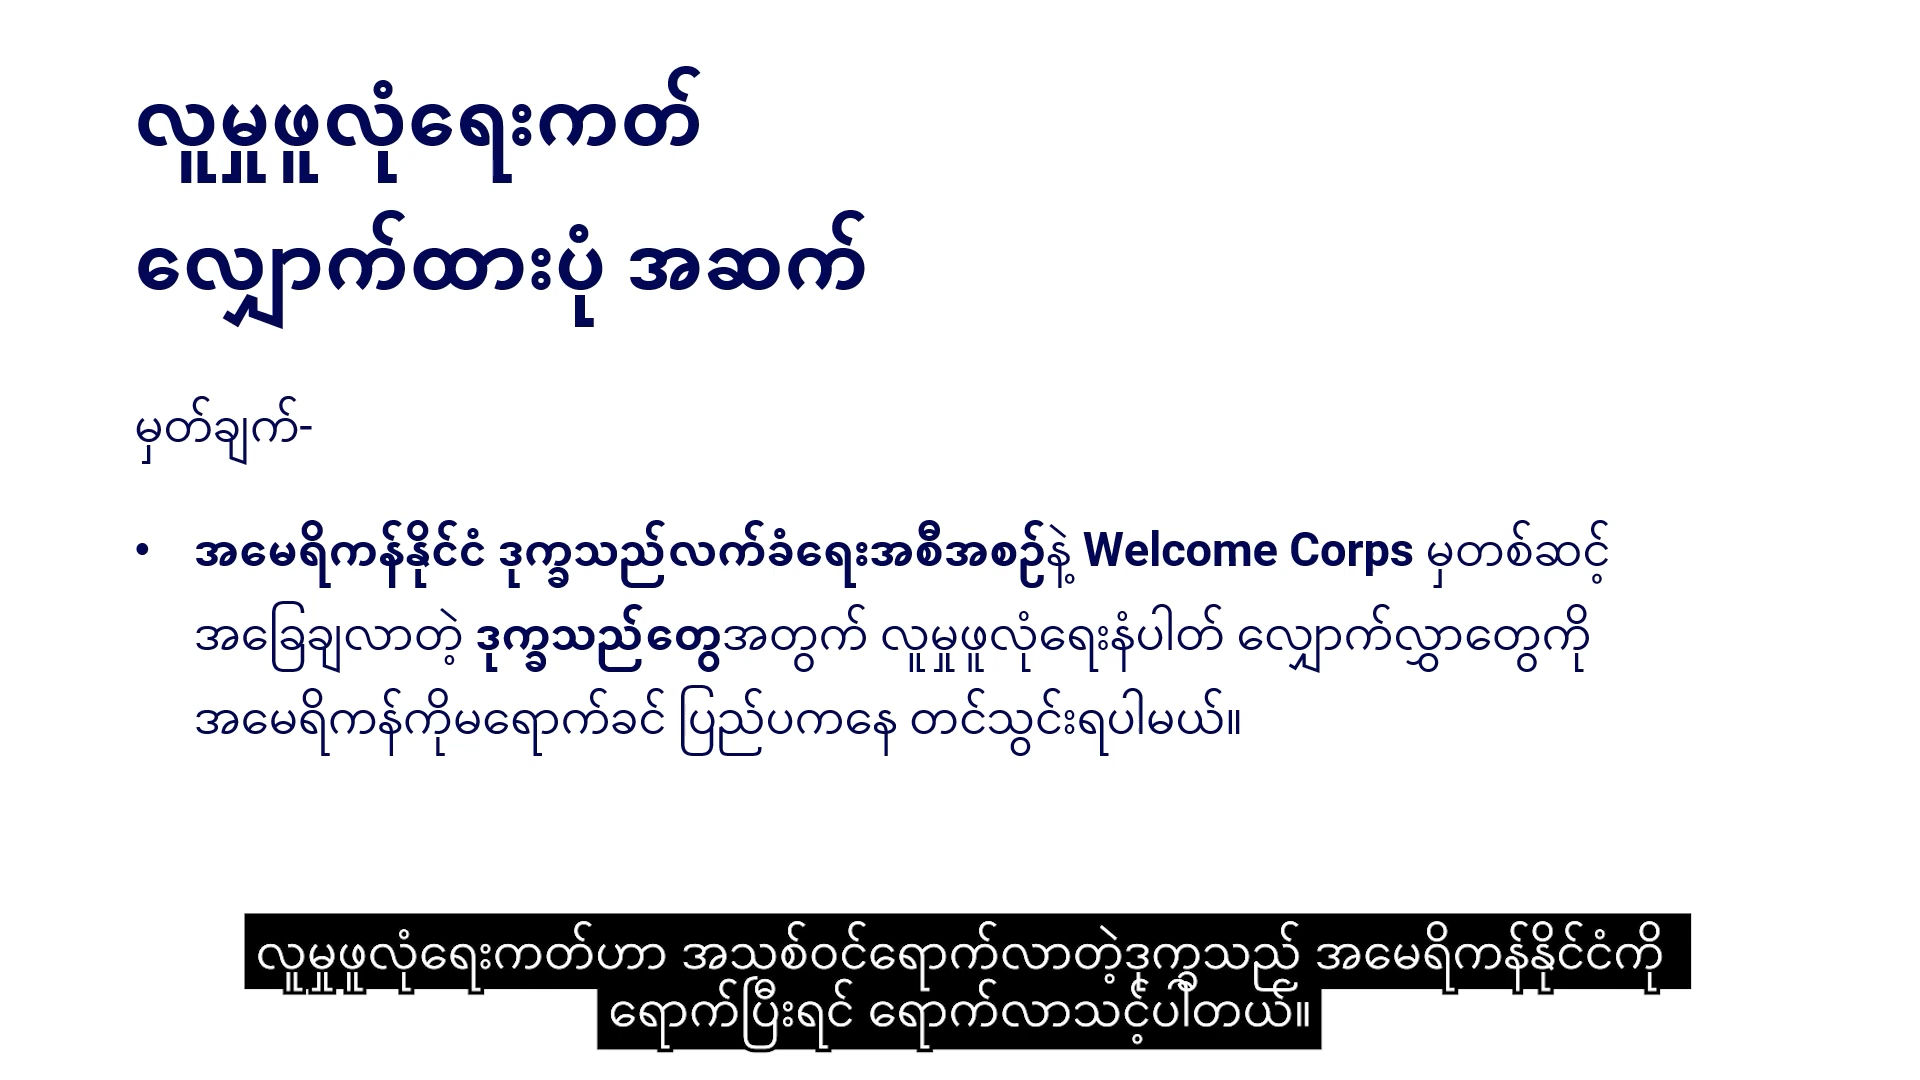 လူမှုဖူလုံရေးကတ်
လျှောက်ထားပုံ အဆက်
မှတ်ချက်-
• အမေရိကန်နိုင်ငံ ဒုက္ခသည်လက်ခံရေးအစီအစဉ်နဲ့ Welcome Corps မှတစ်ဆင့်
အခြေချလာတဲ့ ဒုက္ခသည်တွေအတွက် လူမှုဖူလုံရေးနံပါတ် လျှောက်လွှာတွေကို
အမေရိကန်ကိုမရောက်ခင် ပြည်ပကနေ တင်သွင်းရပါမယ်။
လူမှုဖူလုံရေးကတ်ဟာ အသစ်ဝင်ရောက်လာတဲ့ဒုက္ခသည် အမေရိကန်နိုင်ငံကို
ရောက်ပြီးရင် ရောက်လာသင့်ပါတယ်။